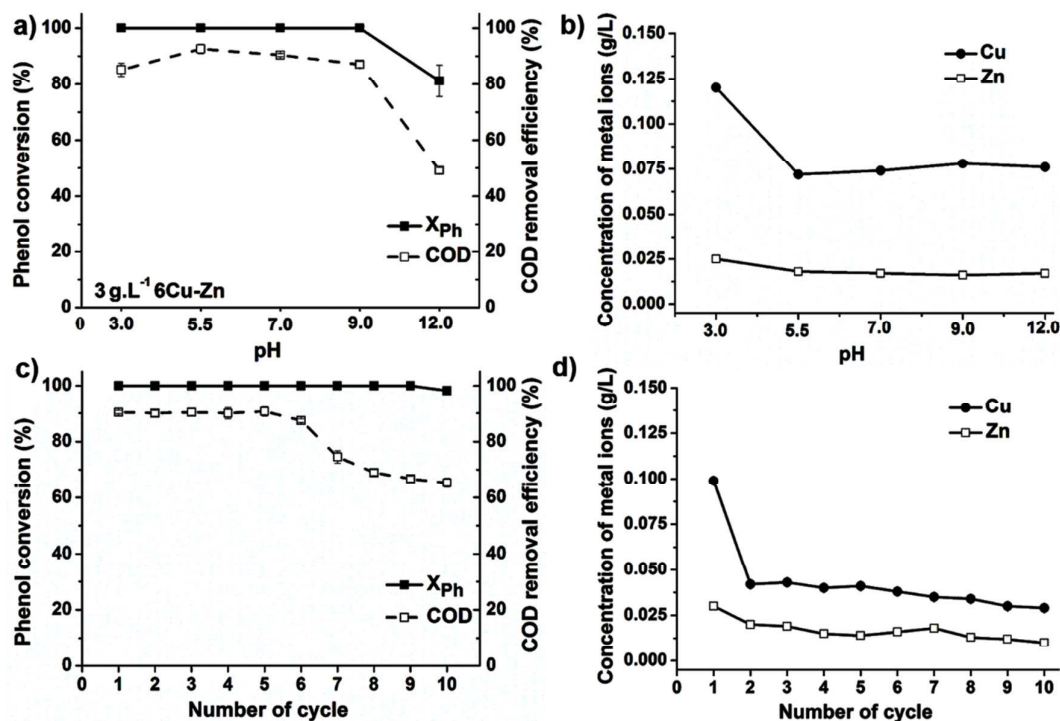 a)
Phenol conversion (%)
100
80
60
40
20
0
COD removal efficiency (%)
100
80
60
40
20
0
X_Ph
COD
3 g.L⁻¹ 6Cu-Zn
0 3.0 5.5 7.0 9.0 12.0
pH
b)
Concentration of metal ions (g/L)
0.150
0.125
0.100
0.075
0.050
0.025
0.000
Cu
Zn
3.0 5.5 7.0 9.0 12.0
pH
c)
Phenol conversion (%)
100
80
60
40
20
0
COD removal efficiency (%)
100
80
60
40
20
0
X_Ph
COD
0 1 2 3 4 5 6 7 8 9 10
Number of cycle
d)
Concentration of metal ions (g/L)
0.150
0.125
0.100
0.075
0.050
0.025
0.000
Cu
Zn
0 1 2 3 4 5 6 7 8 9 10
Number of cycle